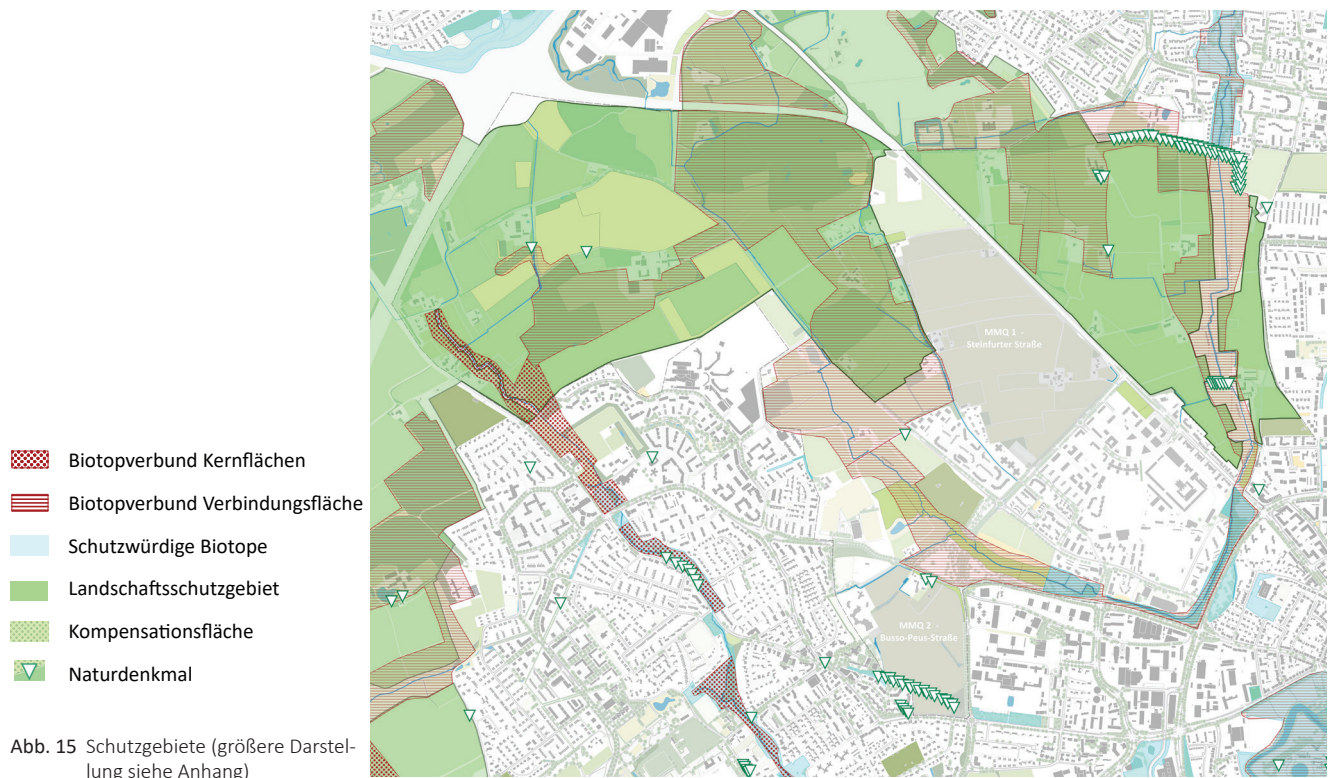 Biotopverbund Kernflächen
Biotopverbund Verbindungsfläche
Schutzwürdige Biotope
Landschaftsschutzgebiet
Kompensationsfläche
Naturdenkmal
Abb. 15 Schutzgebiete (größere Darstel-
lung siehe Anhang)
MMQ 1 -
Steinfurter Straße
MMQ 2 -
Busso-Peus-Straße